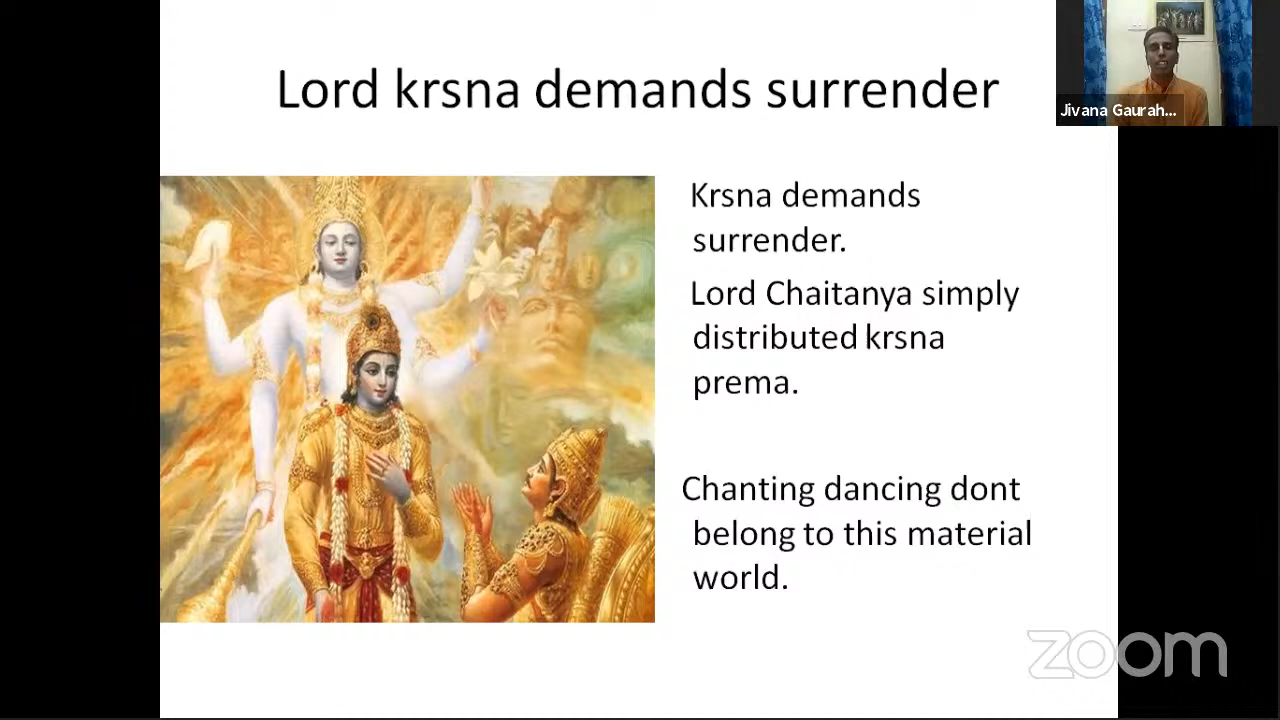 Lord krsna demands surrender
Jivana Gaurah...
Krsna demands
surrender.
Lord Chaitanya simply
distributed krsna
prema.
Chanting dancing dont
belong to this material
world.
zoom